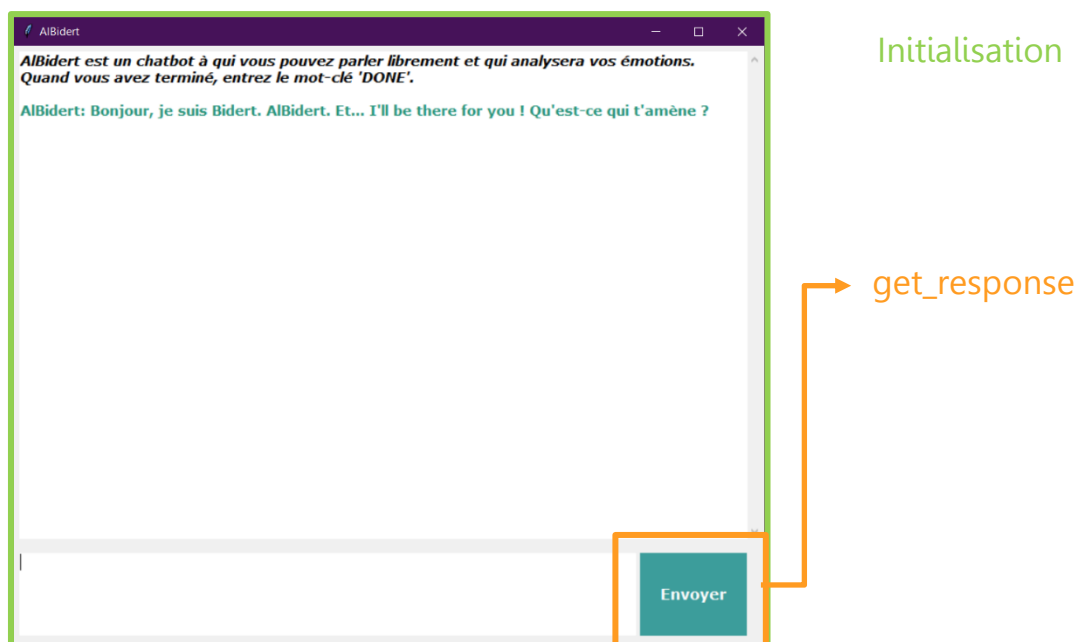 AlBidert
AlBidert est un chatbot à qui vous pouvez parler librement et qui analysera vos émotions.
Quand vous avez terminé, entrez le mot-clé 'DONE'.
AlBidert: Bonjour, je suis Bidert. AlBidert. Et... I'll be there for you ! Qu'est-ce qui t'amène ?
Initialisation
get_response
Envoyer